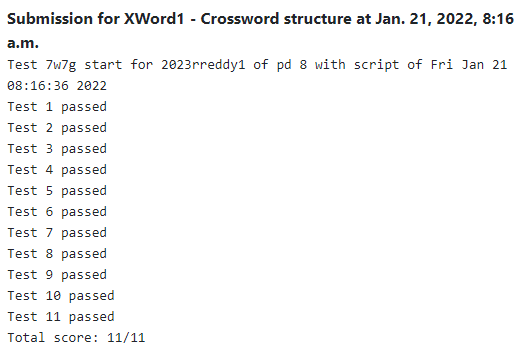 Submission for XWord1 - Crossword structure at Jan. 21, 2022, 8:16
a.m.
Test 7w7g start for 2023rreddy1 of pd 8 with script of Fri Jan 21
08:16:36 2022
Test 1 passed
Test 2 passed
Test 3 passed
Test 4 passed
Test 5 passed
Test 6 passed
Test 7 passed
Test 8 passed
Test 9 passed
Test 10 passed
Test 11 passed
Total score: 11/11